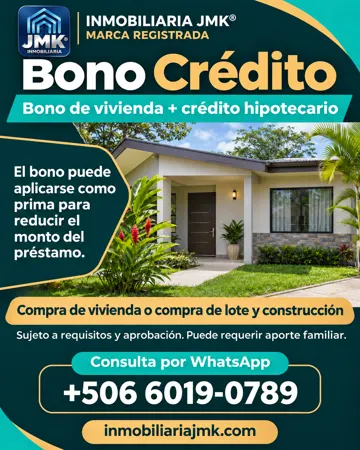 JMK®
INMOBILIARIA
INMOBILIARIA JMK®
MARCA REGISTRADA
Bono Crédito
Bono de vivienda + crédito hipotecario
El bono puede
aplicarse como
prima para
reducir el
monto del
préstamo.
Compra de vivienda o compra de lote y construcción
Sujeto a requisitos y aprobación. Puede requerir aporte familiar.
Consulta por WhatsApp
+506 6019-0789
inmobiliariajmk.com